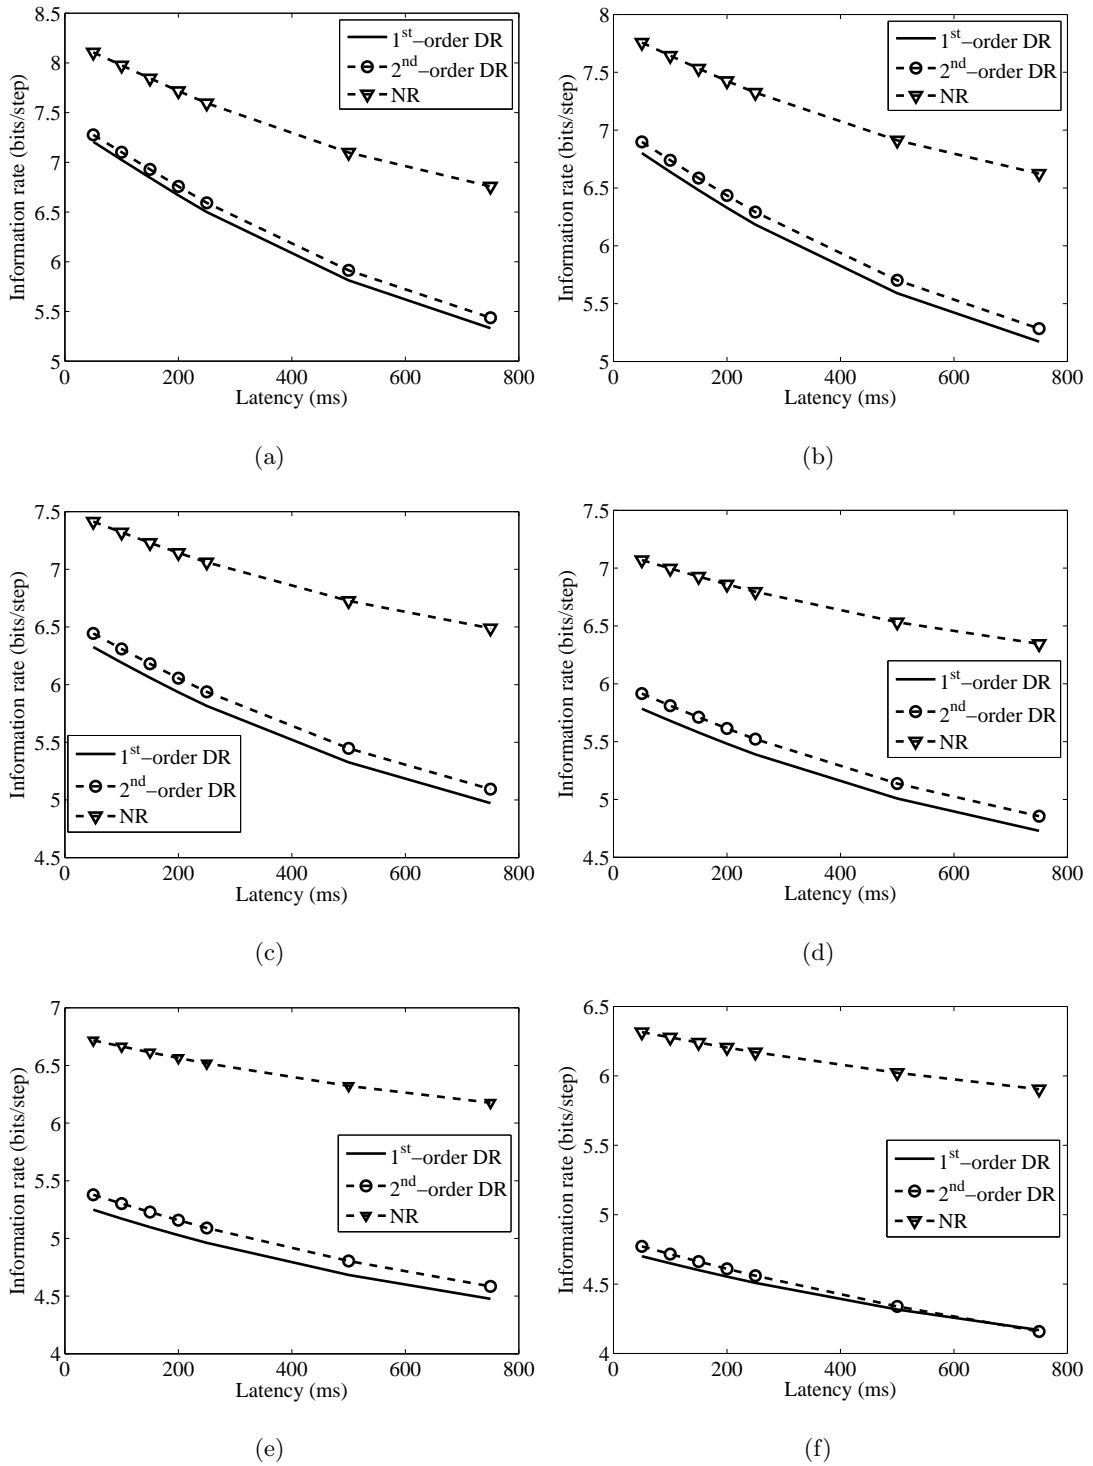 8.5
8
7.5
7
6.5
6
5.5
5
0
200
400
600
800
Information rate (bits/step)
Latency (ms)
1st−order DR
2nd−order DR
NR
(a)
8
7.5
7
6.5
6
5.5
5
0
200
400
600
800
Information rate (bits/step)
Latency (ms)
1st−order DR
2nd−order DR
NR
(b)
7.5
7
6.5
6
5.5
5
4.5
0
200
400
600
800
Information rate (bits/step)
Latency (ms)
1st−order DR
2nd−order DR
NR
(c)
7.5
7
6.5
6
5.5
5
4.5
0
200
400
600
800
Information rate (bits/step)
Latency (ms)
1st−order DR
2nd−order DR
NR
(d)
7
6.5
6
5.5
5
4.5
4
0
200
400
600
800
Information rate (bits/step)
Latency (ms)
1st−order DR
2nd−order DR
NR
(e)
6.5
6
5.5
5
4.5
4
0
200
400
600
800
Information rate (bits/step)
Latency (ms)
1st−order DR
2nd−order DR
NR
(f)